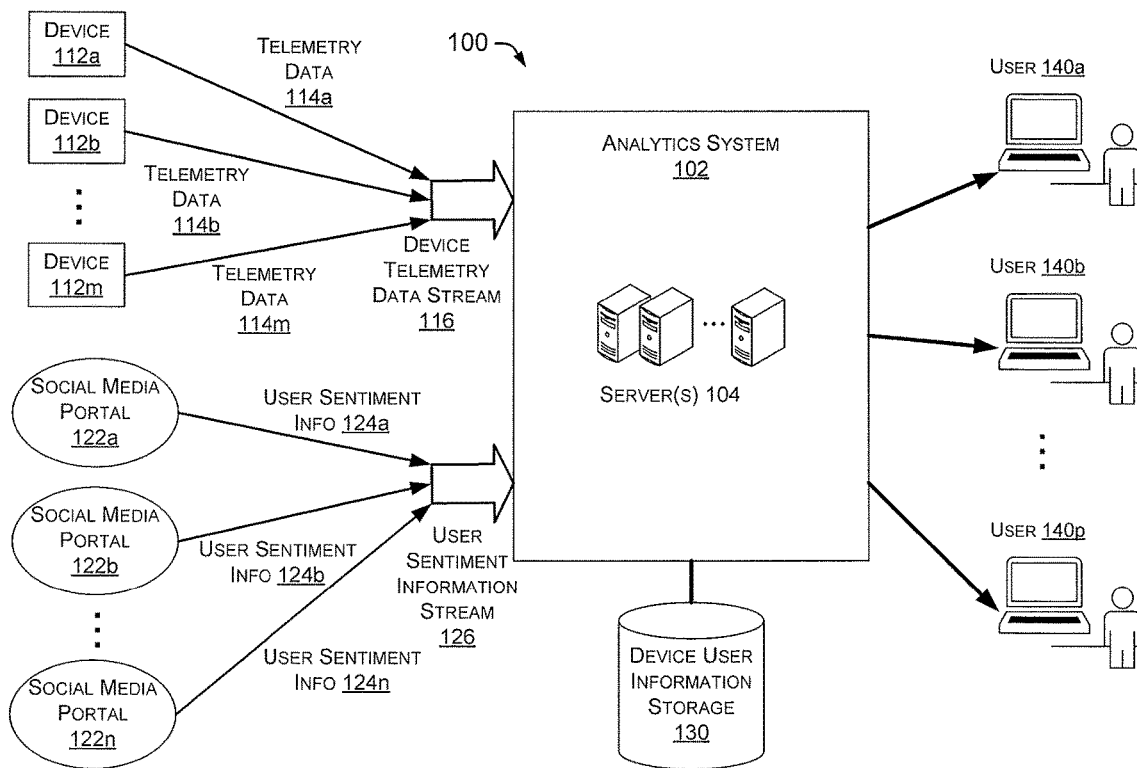 DEVICE
112a
TELEMETRY
DATA
114a
DEVICE
112b
TELEMETRY
DATA
114b
DEVICE
112m
TELEMETRY
DATA
114m
DEVICE
TELEMETRY
DATA STREAM
116
100
ANALYTICS SYSTEM
102
SERVER(S) 104
USER 140a
USER 140b
USER 140p
SOCIAL MEDIA
PORTAL
122a
USER SENTIMENT
INFO 124a
SOCIAL MEDIA
PORTAL
122b
USER SENTIMENT
INFO 124b
SOCIAL MEDIA
PORTAL
122n
USER SENTIMENT
INFO 124n
USER
SENTIMENT
INFORMATION
STREAM
126
DEVICE USER
INFORMATION
STORAGE
130